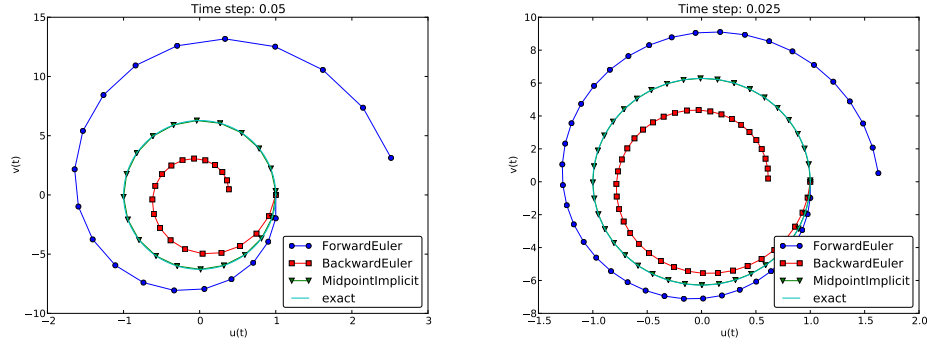 Time step: 0.05
v(t)
15
10
5
0
−5
−10
−2
−1
0
1
2
3
u(t)
ForwardEuler
BackwardEuler
MidpointImplicit
exact
Time step: 0.025
v(t)
10
8
6
4
2
0
−2
−4
−6
−8
−1.5
−1.0
−0.5
0.0
0.5
1.0
1.5
2.0
u(t)
ForwardEuler
BackwardEuler
MidpointImplicit
exact